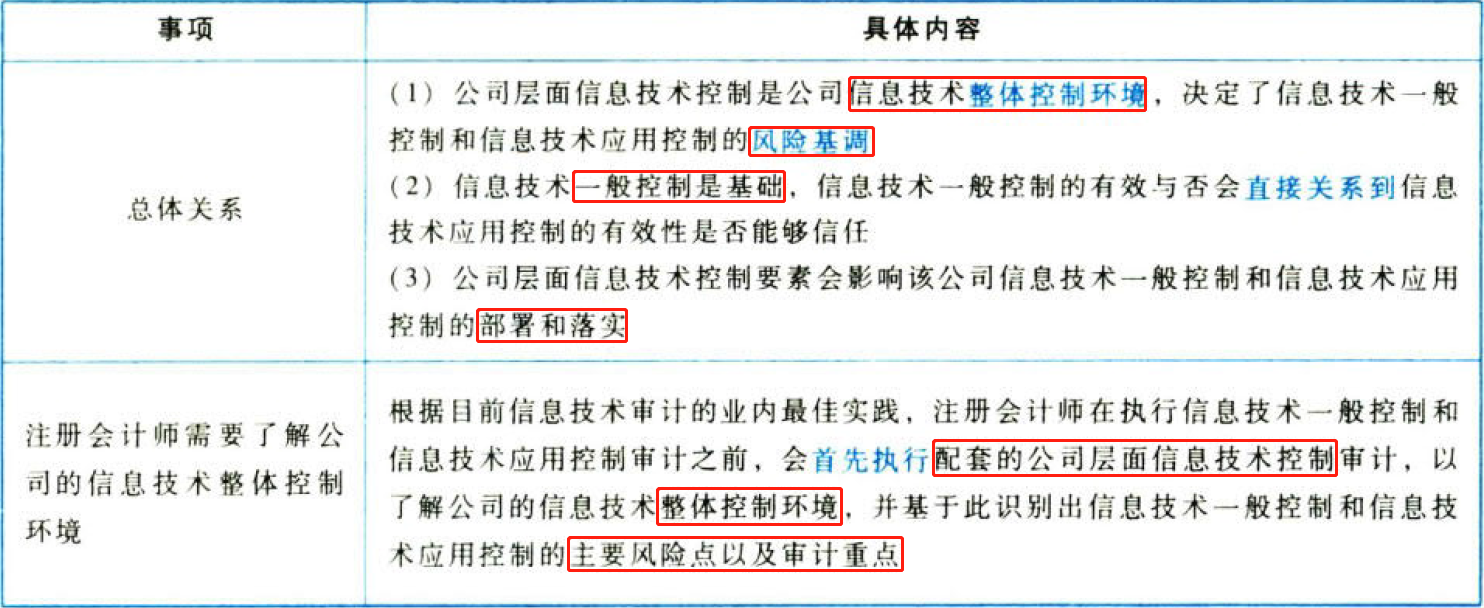 事项
具体内容
总体关系
(1)公司层面信息技术控制是公司信息技术整体控制环境，决定了信息技术一般
控制和信息技术应用控制的风险基调
(2)信息技术一般控制是基础，信息技术一般控制的有效与否会直接关系到信息
技术应用控制的有效性是否能够信任
(3)公司层面信息技术控制要素会影响该公司信息技术一般控制和信息技术应用
控制的部署和落实
注册会计师需要了解公
司的信息技术整体控制
环境
根据目前信息技术审计的业内最佳实践，注册会计师在执行信息技术一般控制和
信息技术应用控制审计之前，会首先执行配套的公司层面信息技术控制审计，以
了解公司的信息技术整体控制环境，并基于此识别出信息技术一般控制和信息技
术应用控制的主要风险点以及审计重点